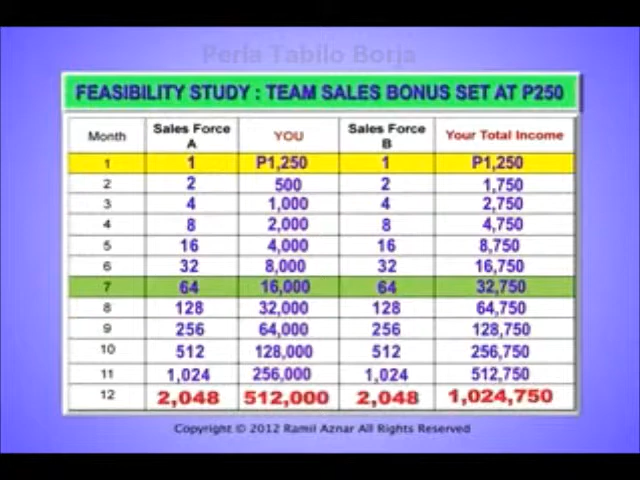 Perla Tabilo Borja
FEASIBILITY STUDY : TEAM SALES BONUS SET AT P250
Month Sales Force A YOU Sales Force B Your Total Income
1 1 P1,250 1 P1,250
2 2 500 2 1,750
3 4 1,000 4 2,750
4 8 2,000 8 4,750
5 16 4,000 16 8,750
6 32 8,000 32 16,750
7 64 16,000 64 32,750
8 128 32,000 128 64,750
9 256 64,000 256 128,750
10 512 128,000 512 256,750
11 1,024 256,000 1,024 512,750
12 2,048 512,000 2,048 1,024,750
Copyright © 2012 Ramil Aznar All Rights Reserved